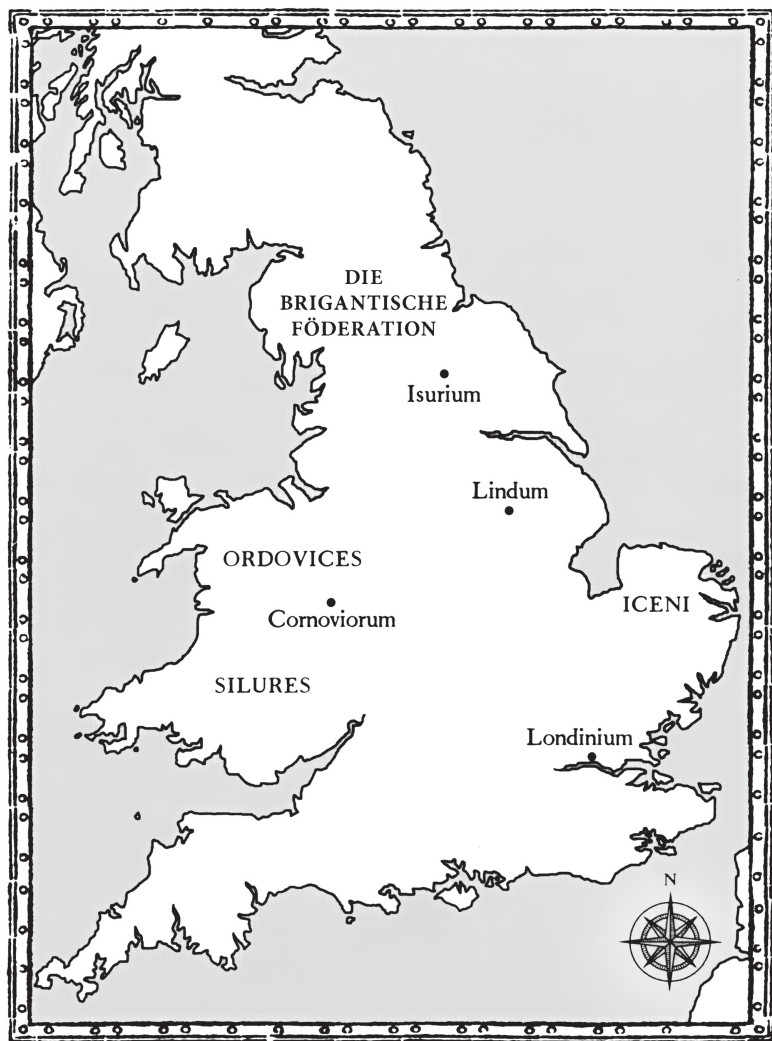 DIE
BRIGANTISCHE
FÖDERATION
Isurium
Lindum
ORDOVICES
ICENI
Cornoviorum
SILURES
Londinium
N